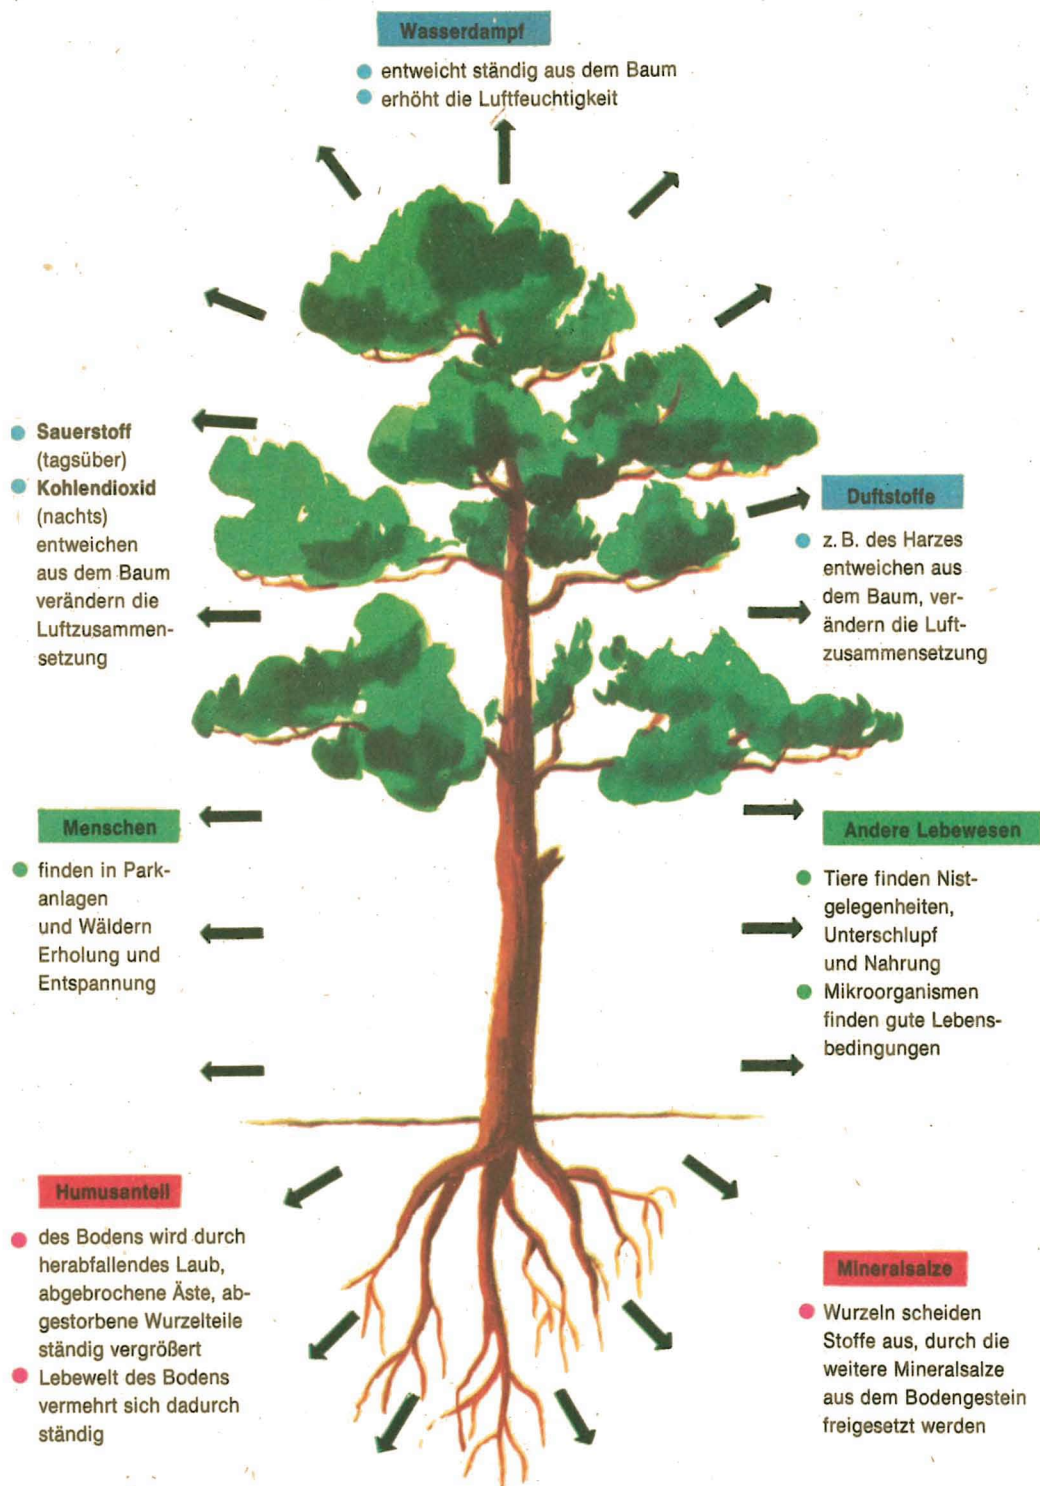 Wasserdampf
entweicht ständig aus dem Baum
erhöht die Luftfeuchtigkeit
Sauerstoff
(tagsüber)
Kohlendioxid
(nachts)
entweichen
aus dem Baum
verändern die
Luftzusammen-
setzung
Duftstoffe
z. B. des Harzes
entweichen aus
dem Baum, ver-
ändern die Luft-
zusammensetzung
Menschen
finden in Park-
anlagen
und Wäldern
Erholung und
Entspannung
Andere Lebewesen
Tiere finden Nist-
gelegenheiten,
Unterschlupf
und Nahrung
Mikroorganismen
finden gute Lebens-
bedingungen
Humusanteil
des Bodens wird durch
herabfallendes Laub,
abgebrochene Äste, ab-
gestorbene Wurzelteile
ständig vergrößert
Lebewelt des Bodens
vermehrt sich dadurch
ständig
Mineralsalze
Wurzeln scheiden
Stoffe aus, durch die
weitere Mineralsalze
aus dem Bodengestein
freigesetzt werden